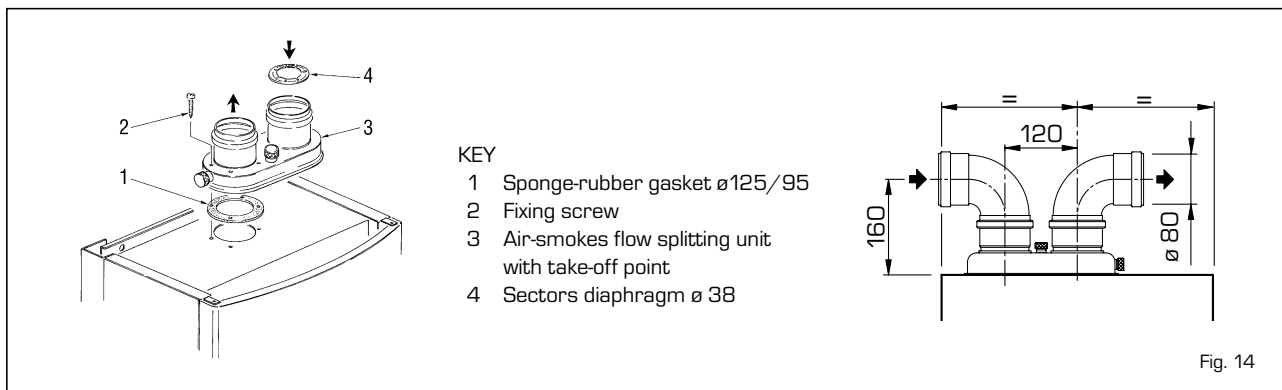 4
2
3
1
KEY
1 Sponge-rubber gasket ø125/95
2 Fixing screw
3 Air-smokes flow splitting unit
with take-off point
4 Sectors diaphragm ø 38
= =
120
160
ø 80
Fig. 14